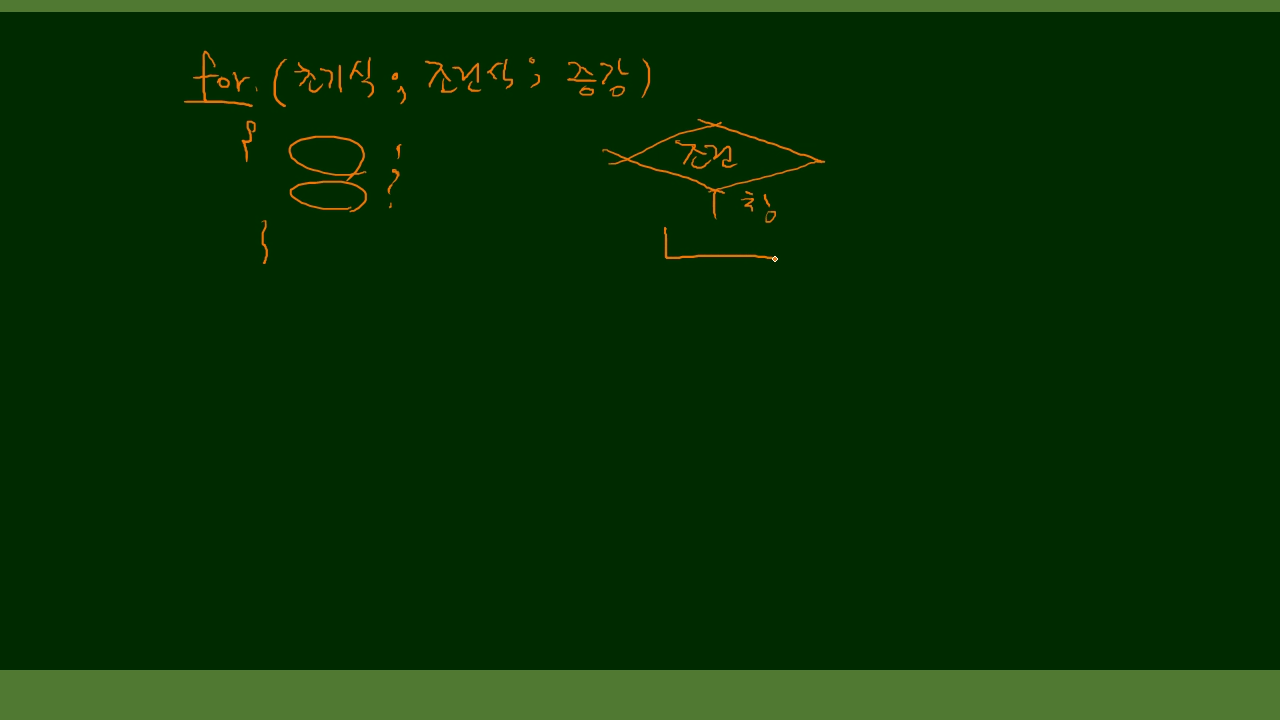 for (초기식 ; 조건식 ; 증감)
{
;
;
}
조건
참